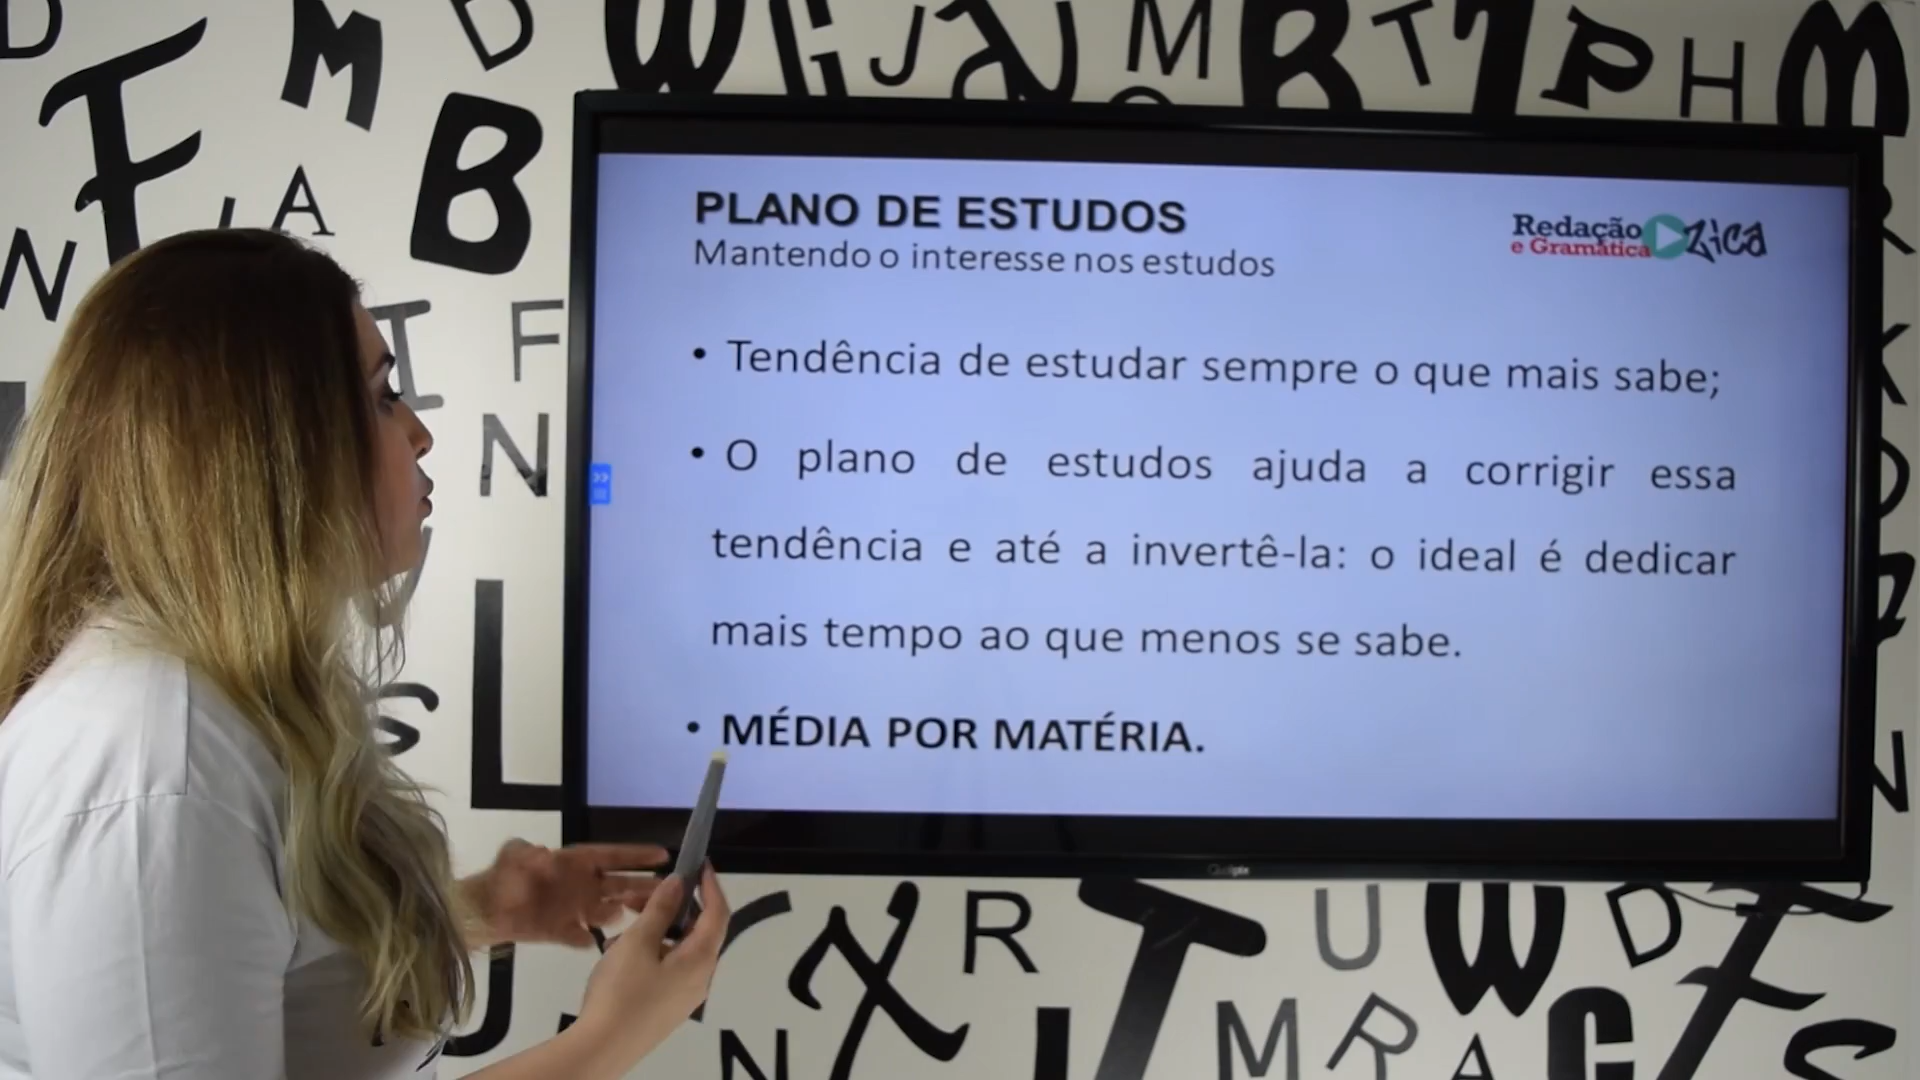 PLANO DE ESTUDOS
Mantendo o interesse nos estudos
Redação
e Gramática
Zica
• Tendência de estudar sempre o que mais sabe;
• O plano de estudos ajuda a corrigir essa
tendência e até a invertê-la: o ideal é dedicar
mais tempo ao que menos se sabe.
• MÉDIA POR MATÉRIA.